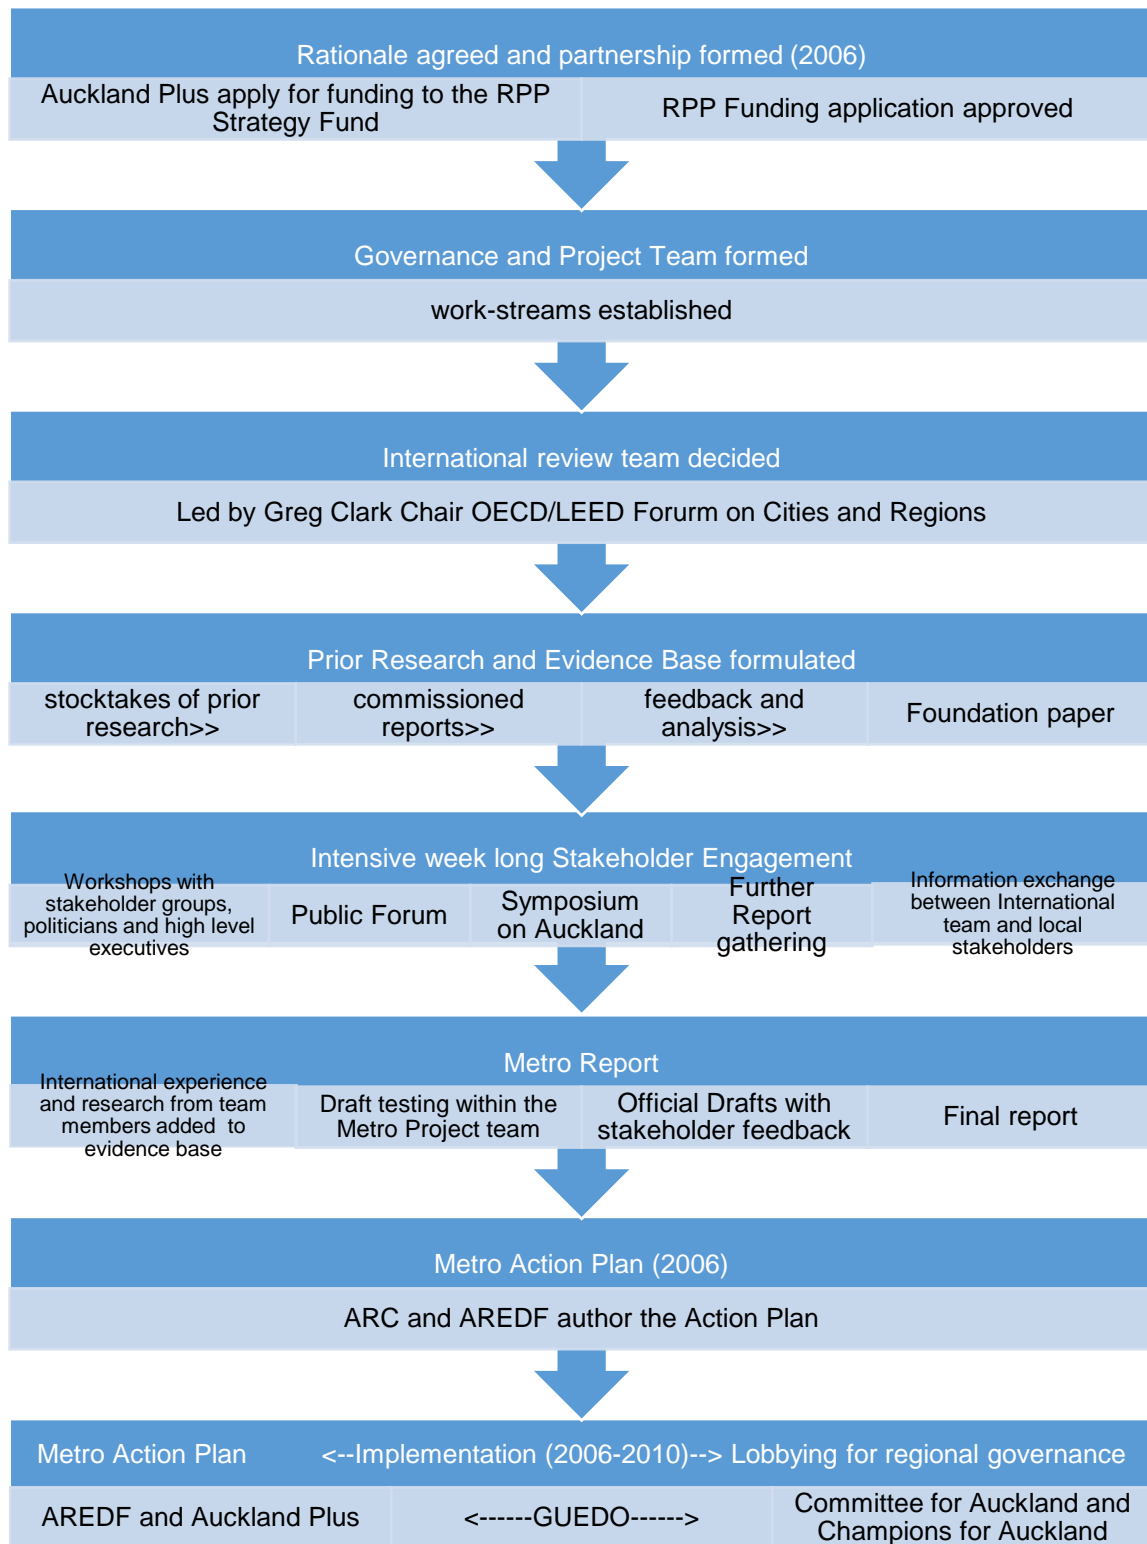 Rationale agreed and partnership formed (2006)
Auckland Plus apply for funding to the RPP
Strategy Fund
RPP Funding application approved
Governance and Project Team formed
work-streams established
International review team decided
Led by Greg Clark Chair OECD/LEED Forurm on Cities and Regions
Prior Research and Evidence Base formulated
stocktakes of prior
research>>
commissioned
reports>>
feedback and
analysis>>
Foundation paper
Intensive week long Stakeholder Engagement
Workshops with
stakeholder groups,
politicians and high level
executives
Public Forum
Symposium
on Auckland
Further
Report
gathering
Information exchange
between International
team and local
stakeholders
Metro Report
International experience
and research from team
members added to
evidence base
Draft testing within the
Metro Project team
Official Drafts with
stakeholder feedback
Final report
Metro Action Plan (2006)
ARC and AREDF author the Action Plan
Metro Action Plan <--Implementation (2006-2010)--> Lobbying for regional governance
AREDF and Auckland Plus
<------GUEDO------>
Committee for Auckland and
Champions for Auckland